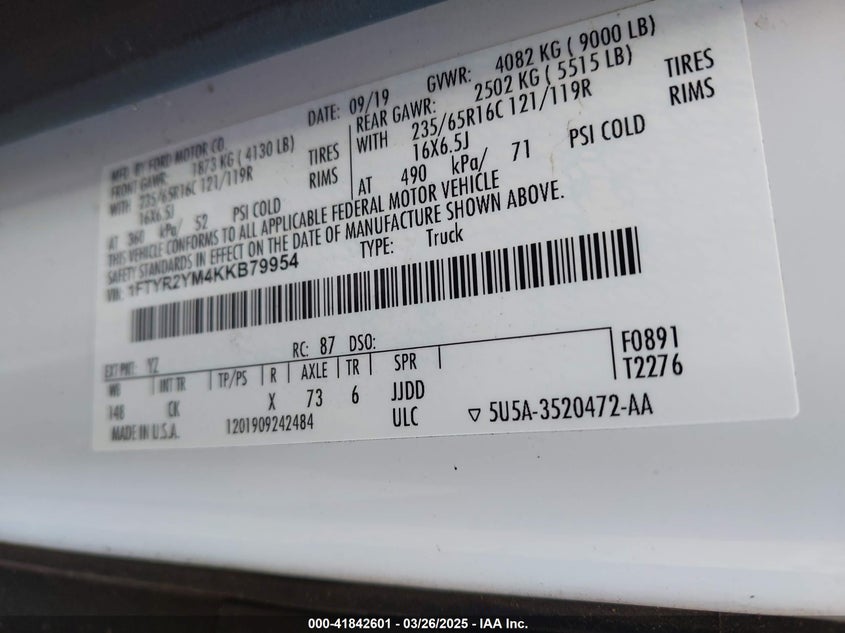 MFD. BY FORD MOTOR CO.
DATE: 09/19 GVWR: 4082 KG ( 9000 LB)
FRONT GAWR: 1873 KG ( 4130 LB)
REAR GAWR: 2502 KG ( 5515 LB)
WITH 235/65R16C 121/119R TIRES
WITH 235/65R16C 121/119R TIRES
16X6.5J RIMS
16X6.5J RIMS
AT 360 kPa/ 52 PSI COLD
AT 490 kPa/ 71 PSI COLD
THIS VEHICLE CONFORMS TO ALL APPLICABLE FEDERAL MOTOR VEHICLE
SAFETY STANDARDS IN EFFECT ON THE DATE OF MANUFACTURE SHOWN ABOVE.
VIN: 1FTYR2YM4KKB79954
TYPE: Truck
EXT PNT: YZ RC: 87 DSO:
WB INT TR TP/PS R AXLE TR SPR
148 CK X 73 6 JJDD
ULC
F0891
T2276
MADE IN U.S.A. 1201909242484
▽ 5U5A-3520472-AA
000-41842601 / 03/26/2025 – IAA Inc.